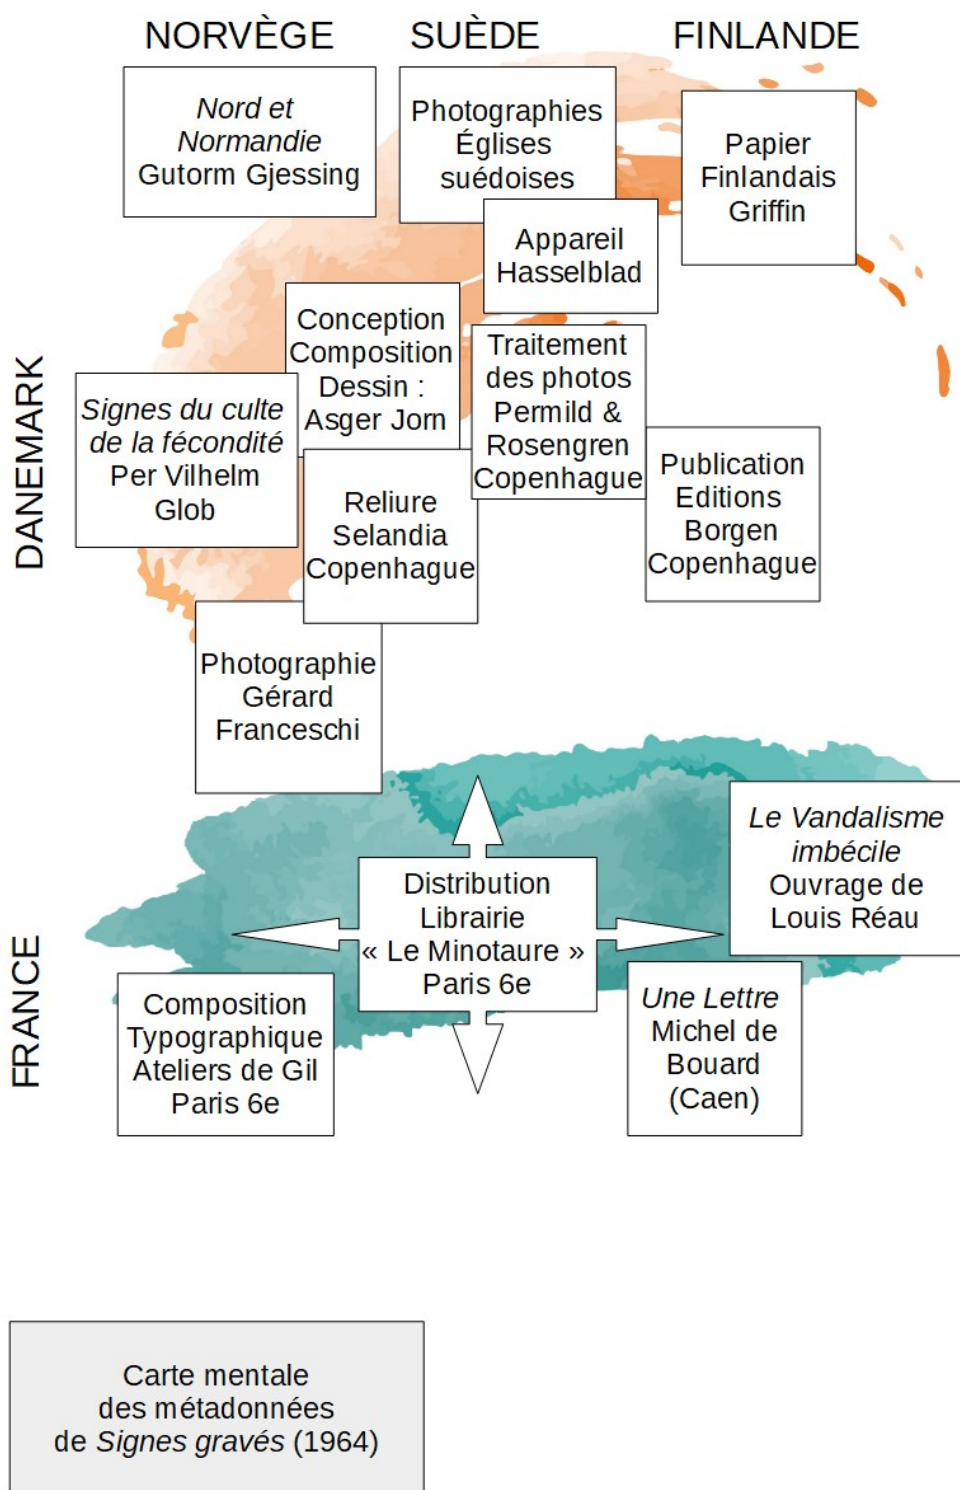 NORVÈGE
SUÈDE
FINLANDE
Nord et
Normandie
Gutorm Gjessing
Photographies
Églises
suédoises
Papier
Finlandais
Griffin
Appareil
Hasselblad
DANEMARK
Conception
Composition
Dessin :
Asger Jorn
Traitement
des photos
Permild &
Rosengren
Copenhague
Signes du culte
de la fécondité
Per Vilhelm
Glob
Publication
Editions
Borgen
Copenhague
Reliure
Selandia
Copenhague
Photographie
Gérard
Franceschi
FRANCE
Le Vandalisme
imbécile
Ouvrage de
Louis Réau
Distribution
Librairie
« Le Minotaure »
Paris 6e
Composition
Typographique
Ateliers de Gil
Paris 6e
Une Lettre
Michel de
Bouard
(Caen)
Carte mentale
des métadonnées
de Signes gravés (1964)